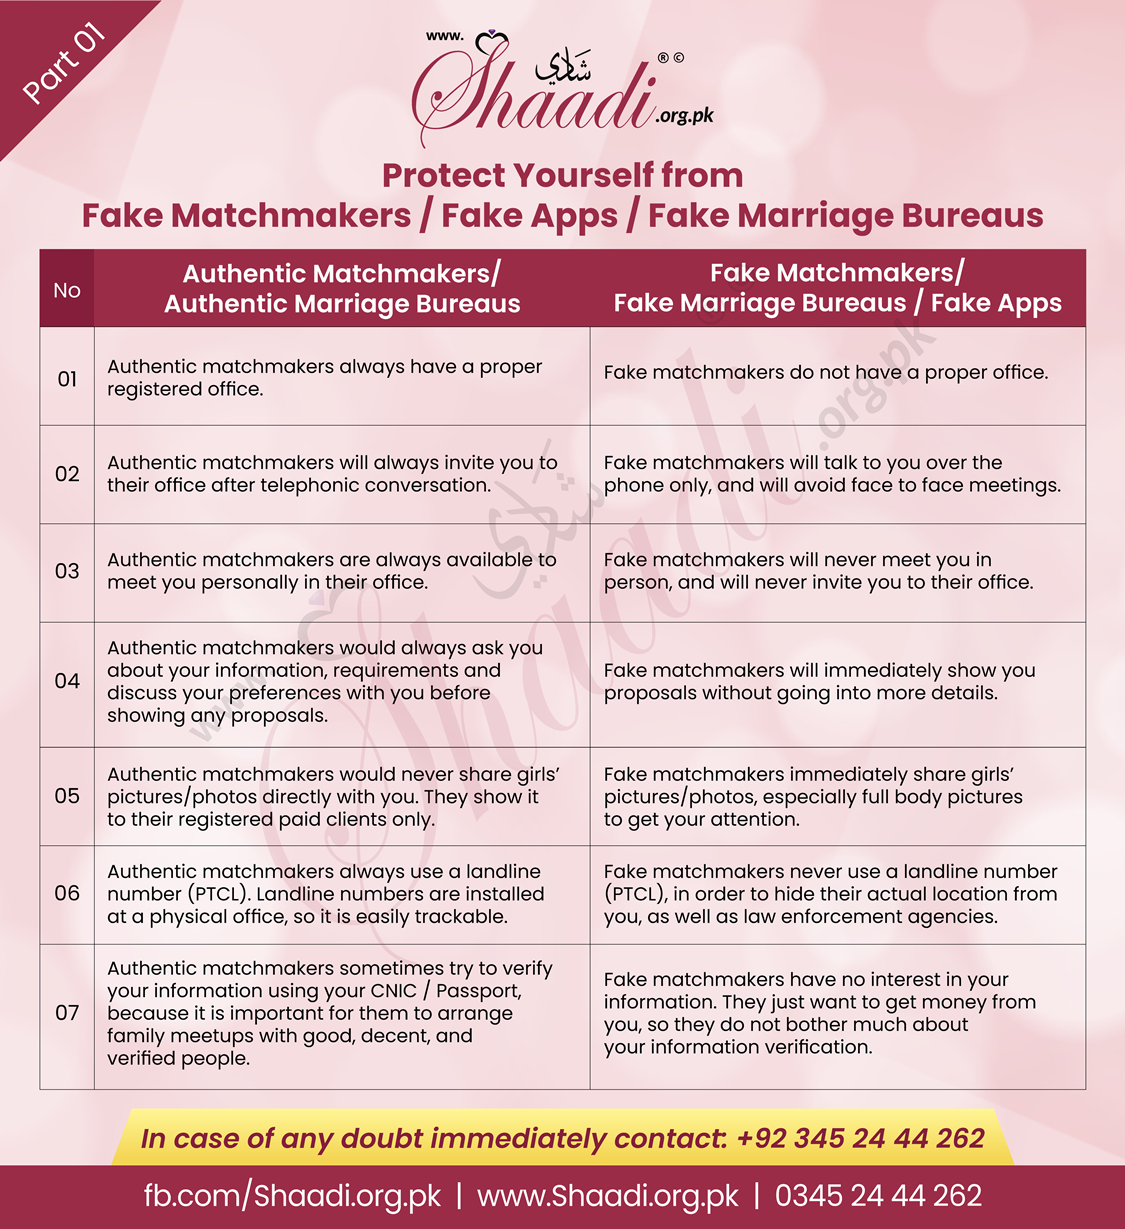 Part 01
www.
Shaadi
شادي
® ©
.org.pk
Protect Yourself from
Fake Matchmakers / Fake Apps / Fake Marriage Bureaus
No
Authentic Matchmakers/
Authentic Marriage Bureaus
Fake Matchmakers/
Fake Marriage Bureaus / Fake Apps
01
Authentic matchmakers always have a proper
registered office.
Fake matchmakers do not have a proper office.
02
Authentic matchmakers will always invite you to
their office after telephonic conversation.
Fake matchmakers will talk to you over the
phone only, and will avoid face to face meetings.
03
Authentic matchmakers are always available to
meet you personally in their office.
Fake matchmakers will never meet you in
person, and will never invite you to their office.
04
Authentic matchmakers would always ask you
about your information, requirements and
discuss your preferences with you before
showing any proposals.
Fake matchmakers will immediately show you
proposals without going into more details.
05
Authentic matchmakers would never share girls’
pictures/photos directly with you. They show it
to their registered paid clients only.
Fake matchmakers immediately share girls’
pictures/photos, especially full body pictures
to get your attention.
06
Authentic matchmakers always use a landline
number (PTCL). Landline numbers are installed
at a physical office, so it is easily trackable.
Fake matchmakers never use a landline number
(PTCL), in order to hide their actual location from
you, as well as law enforcement agencies.
07
Authentic matchmakers sometimes try to verify
your information using your CNIC / Passport,
because it is important for them to arrange
family meetups with good, decent, and
verified people.
Fake matchmakers have no interest in your
information. They just want to get money from
you, so they do not bother much about
your information verification.
www.
Shaadi
شادي
.org.pk
In case of any doubt immediately contact: +92 345 24 44 262
fb.com/Shaadi.org.pk | www.Shaadi.org.pk | 0345 24 44 262